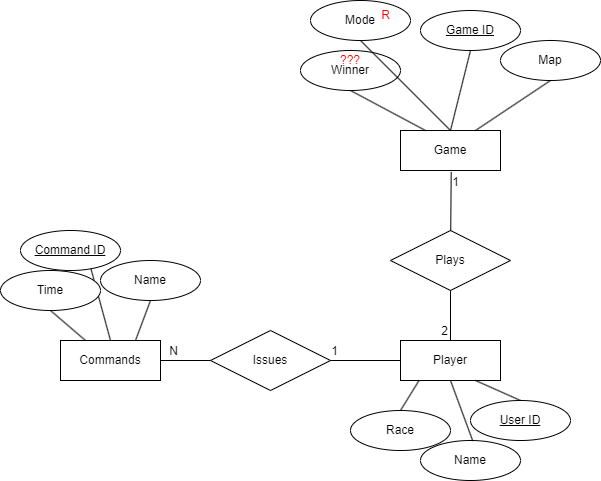 Mode R
Game ID
???
Winner
Map
Game
1
Plays
2
Command ID
Time
Name
Commands
N
Issues
1
Player
Race
User ID
Name